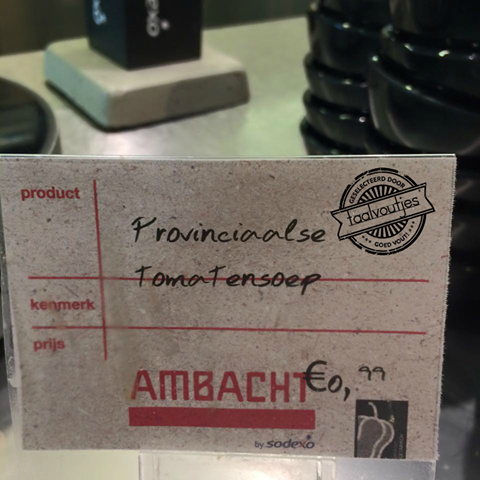 product
GESELECTEERD DOOR
taalvoutjes
GOED VOUT!
Provinciaalse
Tomatensoep
kenmerk
prijs
AMBACHT
€0,99
by sodexo